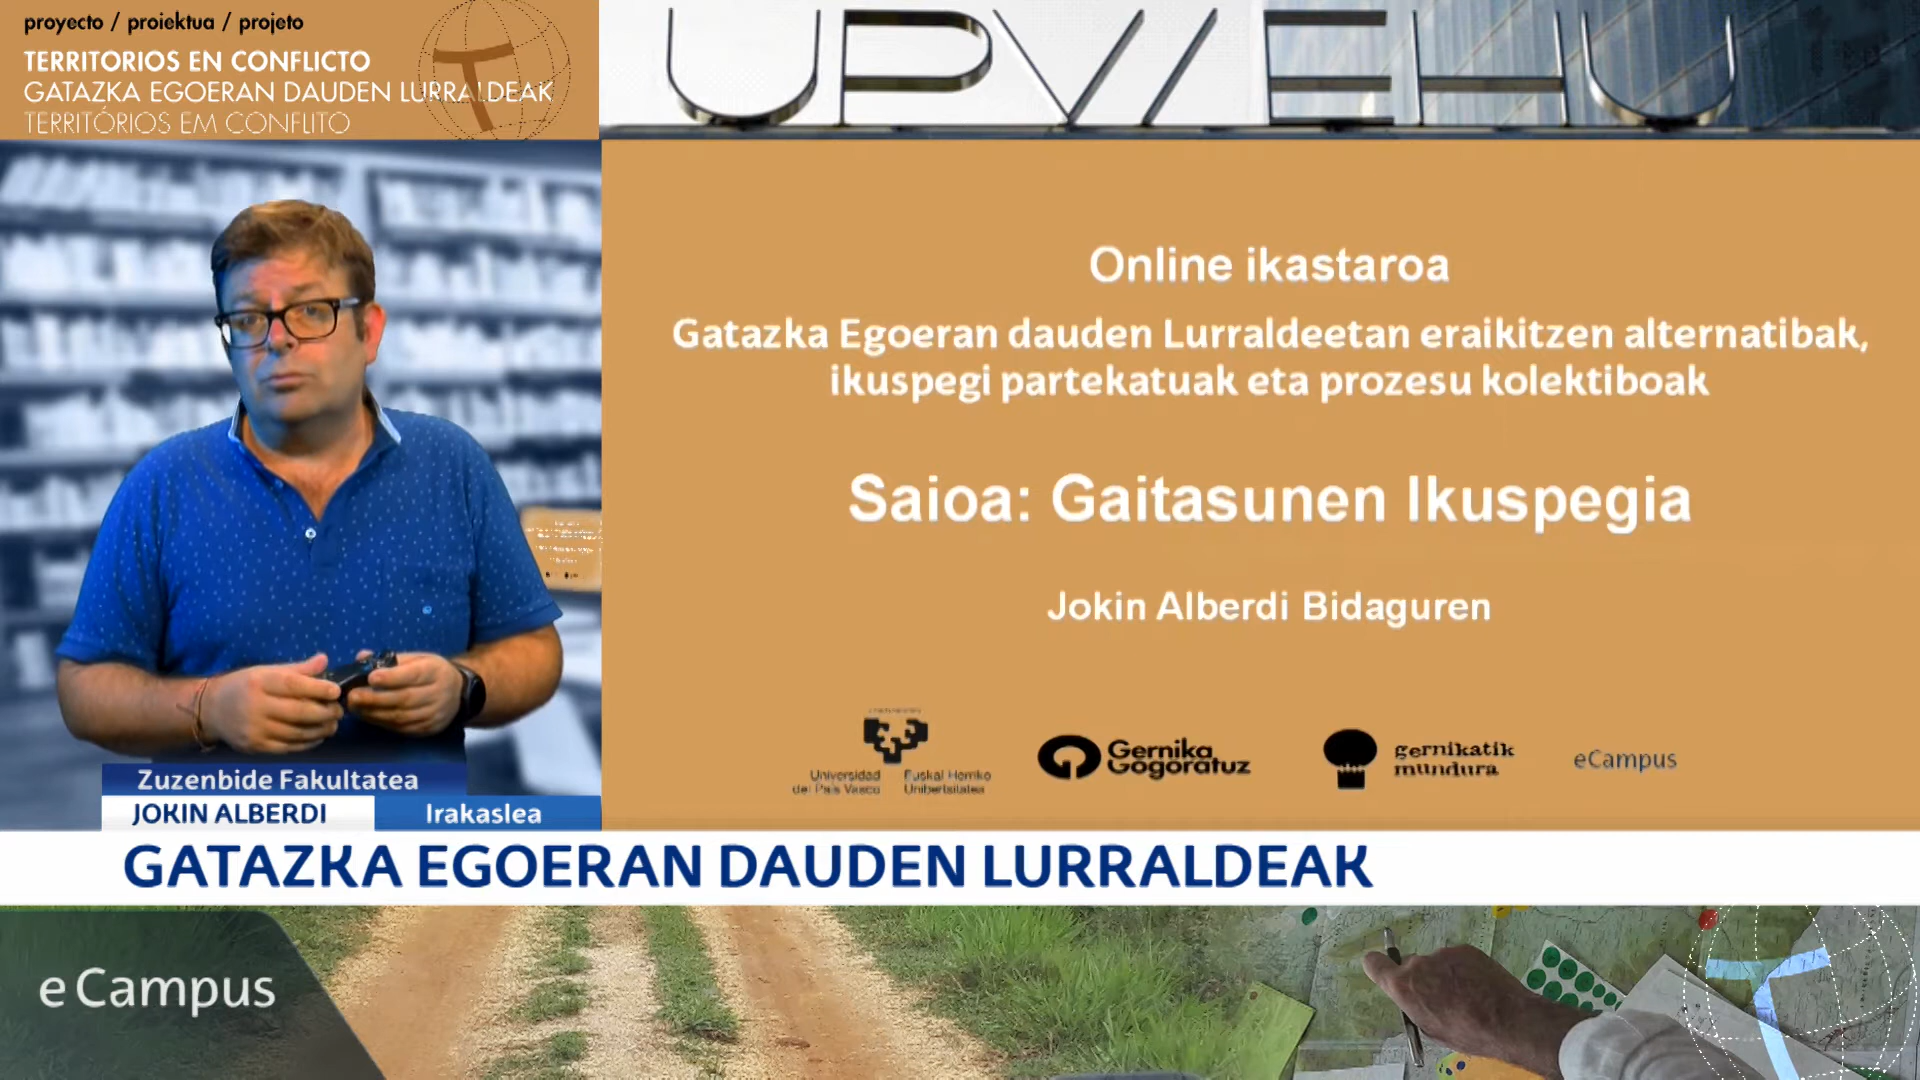 proyecto / proiektua / projeto
TERRITORIOS EN CONFLICTO
GATAZKA EGOERAN DAUDEN LURRALDEAK
TERRITÓRIOS EM CONFLITO
UPV/EHU
Online ikastaroa
Gatazka Egoeran dauden Lurraldeetan eraikitzen alternatibak,
ikuspegi partekatuak eta prozesu kolektiboak
Saioa: Gaitasunen Ikuspegia
Jokin Alberdi Bidaguren
Universidad
del País Vasco
Euskal Herriko
Unibertsitatea
Gernika
Gogoratuz
gernikatik
mundura
eCampus
Zuzenbide Fakultatea
JOKIN ALBERDI
Irakaslea
GATAZKA EGOERAN DAUDEN LURRALDEAK
eCampus